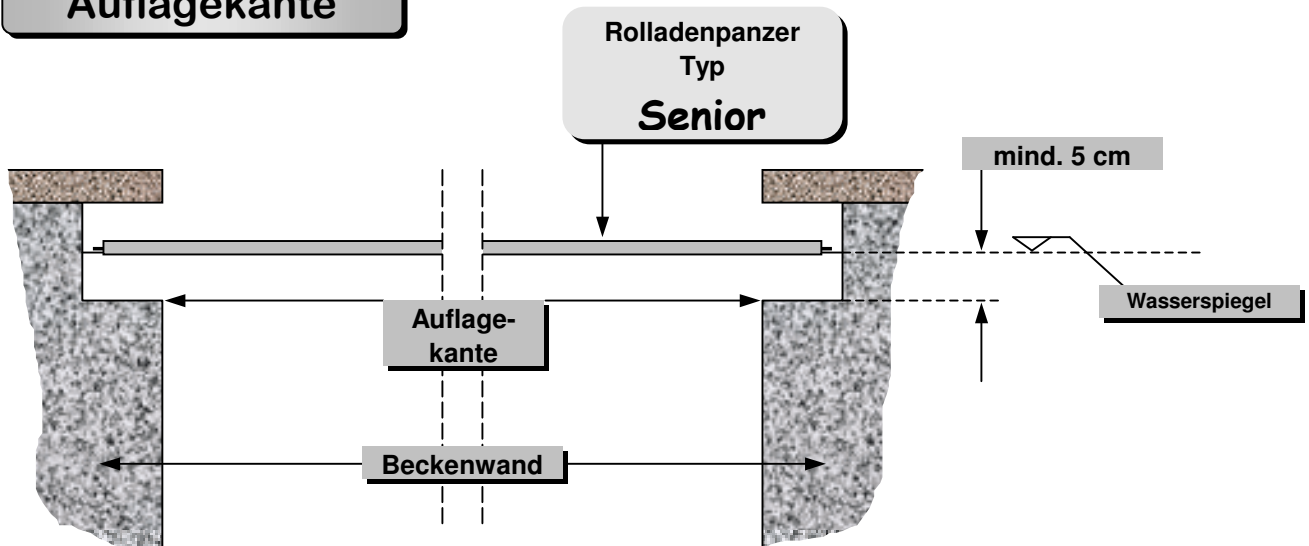 Auflagekante
Rolladenpanzer
Typ
Senior
mind. 5 cm
Wasserspiegel
Auflage-
kante
Beckenwand